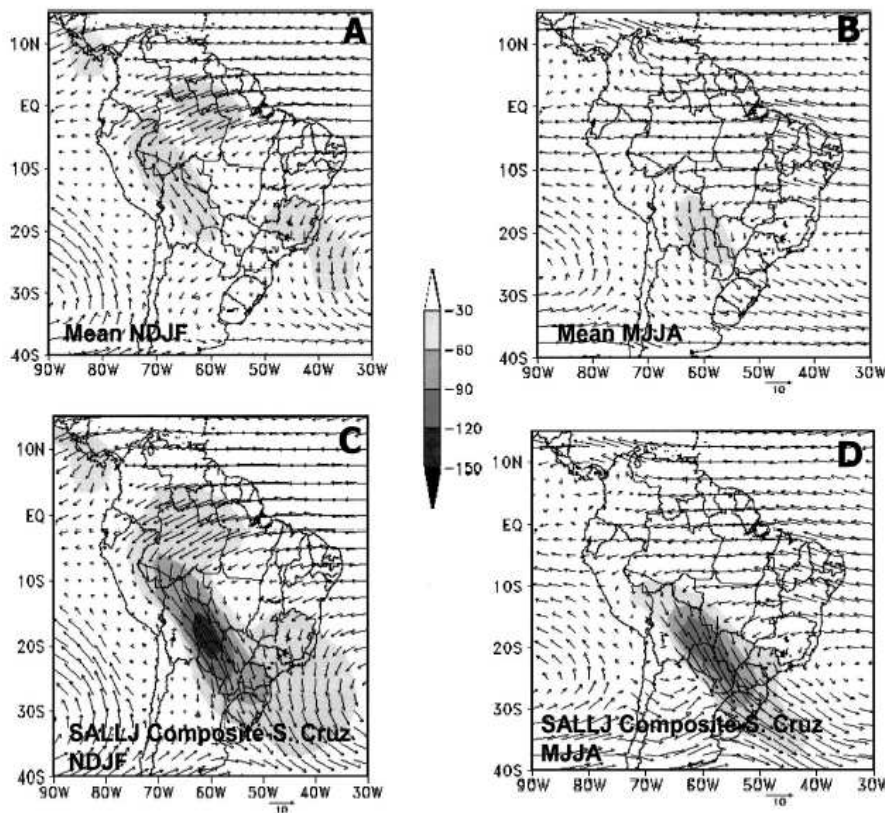 A
10N
EQ
10S
20S
30S
40S
Mean NDJF
90W 80W 70W 60W 50W 40W 30W
B
10N
EQ
10S
20S
30S
40S
Mean MJJA
90W 80W 70W 60W 50W 40W 30W
10
-30
-60
-90
-120
-150
C
10N
EQ
10S
20S
30S
40S
SALLJ Composite-S. Cruz
NDJF
90W 80W 70W 60W 50W 40W 30W
10
D
10N
EQ
10S
20S
30S
40S
SALLJ Composite-S. Cruz
MJJA
90W 80W 70W 60W 50W 40W 30W
10